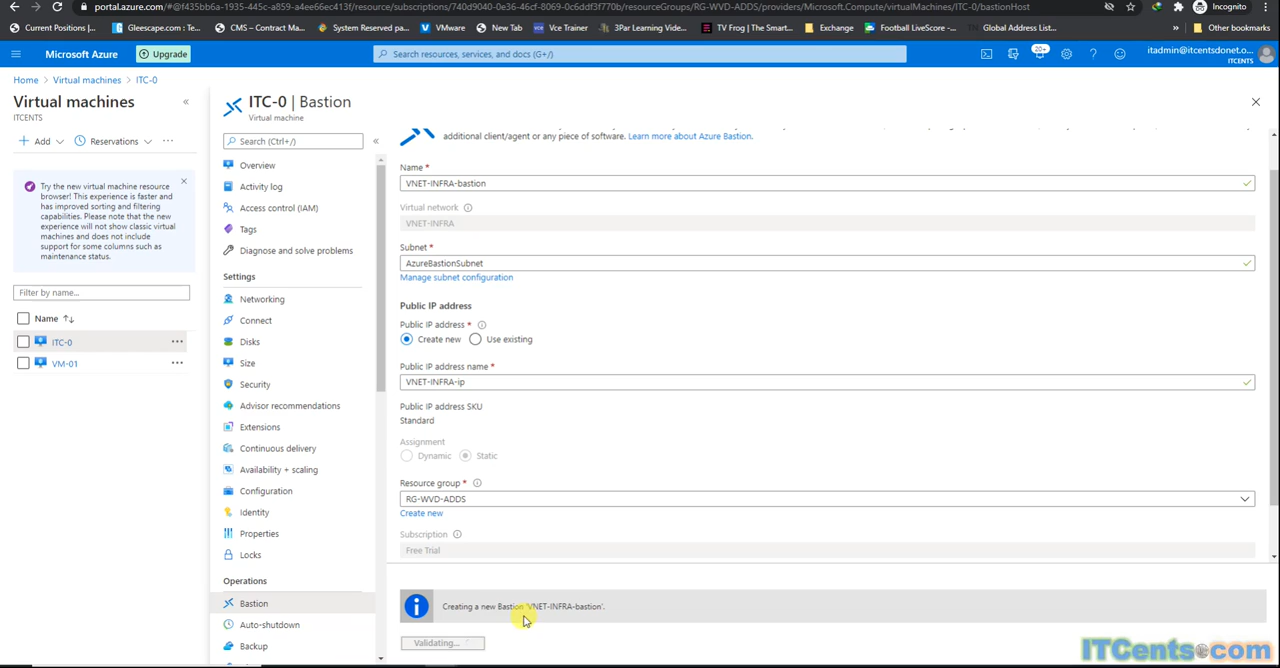 portal.azure.com/#@f435bb6a-1935-445c-a859-a4ee66ec413f/resource/subscriptions/740d9040-0e36-46cf-8069-0c6ddf3f770b/resourceGroups/RG-WVD-ADDS/providers/Microsoft.Compute/virtualMachines/ITC-0/bastionHost
Incognito
Current Positions |...
Gleescape.com : Te...
CMS – Contract Ma...
System Reserved pa...
VMware
New Tab
Vce Trainer
3Par Learning Vide...
TV Frog | The Smart...
Exchange
Football LiveScore -...
Global Address List...
»
Other bookmarks
Microsoft Azure
Upgrade
Search resources, services, and docs (G+/)
20+
itadmin@itcentsdonet.o...
ITCENTS
Home > Virtual machines > ITC-0
Virtual machines
«
ITCENTS
+ Add
Reservations
...
Try the new virtual machine resource
browser! This experience is faster and
has improved sorting and filtering
capabilities. Please note that the new
experience will not show classic virtual
machines and does not include
support for some columns such as
maintenance status.
Filter by name...
Name ↑↓
ITC-0
...
VM-01
...
ITC-0 | Bastion
Virtual machine
Search (Ctrl+/)
«
Overview
Activity log
Access control (IAM)
Tags
Diagnose and solve problems
Settings
Networking
Connect
Disks
Size
Security
Advisor recommendations
Extensions
Continuous delivery
Availability + scaling
Configuration
Identity
Properties
Locks
Operations
Bastion
Auto-shutdown
Backup
additional client/agent or any piece of software. Learn more about Azure Bastion.
Name *
VNET-INFRA-bastion
Virtual network
VNET-INFRA
Subnet *
AzureBastionSubnet
Manage subnet configuration
Public IP address
Public IP address *
Create new
Use existing
Public IP address name *
VNET-INFRA-ip
Public IP address SKU
Standard
Assignment
Dynamic
Static
Resource group *
RG-WVD-ADDS
Create new
Subscription
Free Trial
Creating a new Bastion 'VNET-INFRA-bastion'.
Validating...
ITCents.com